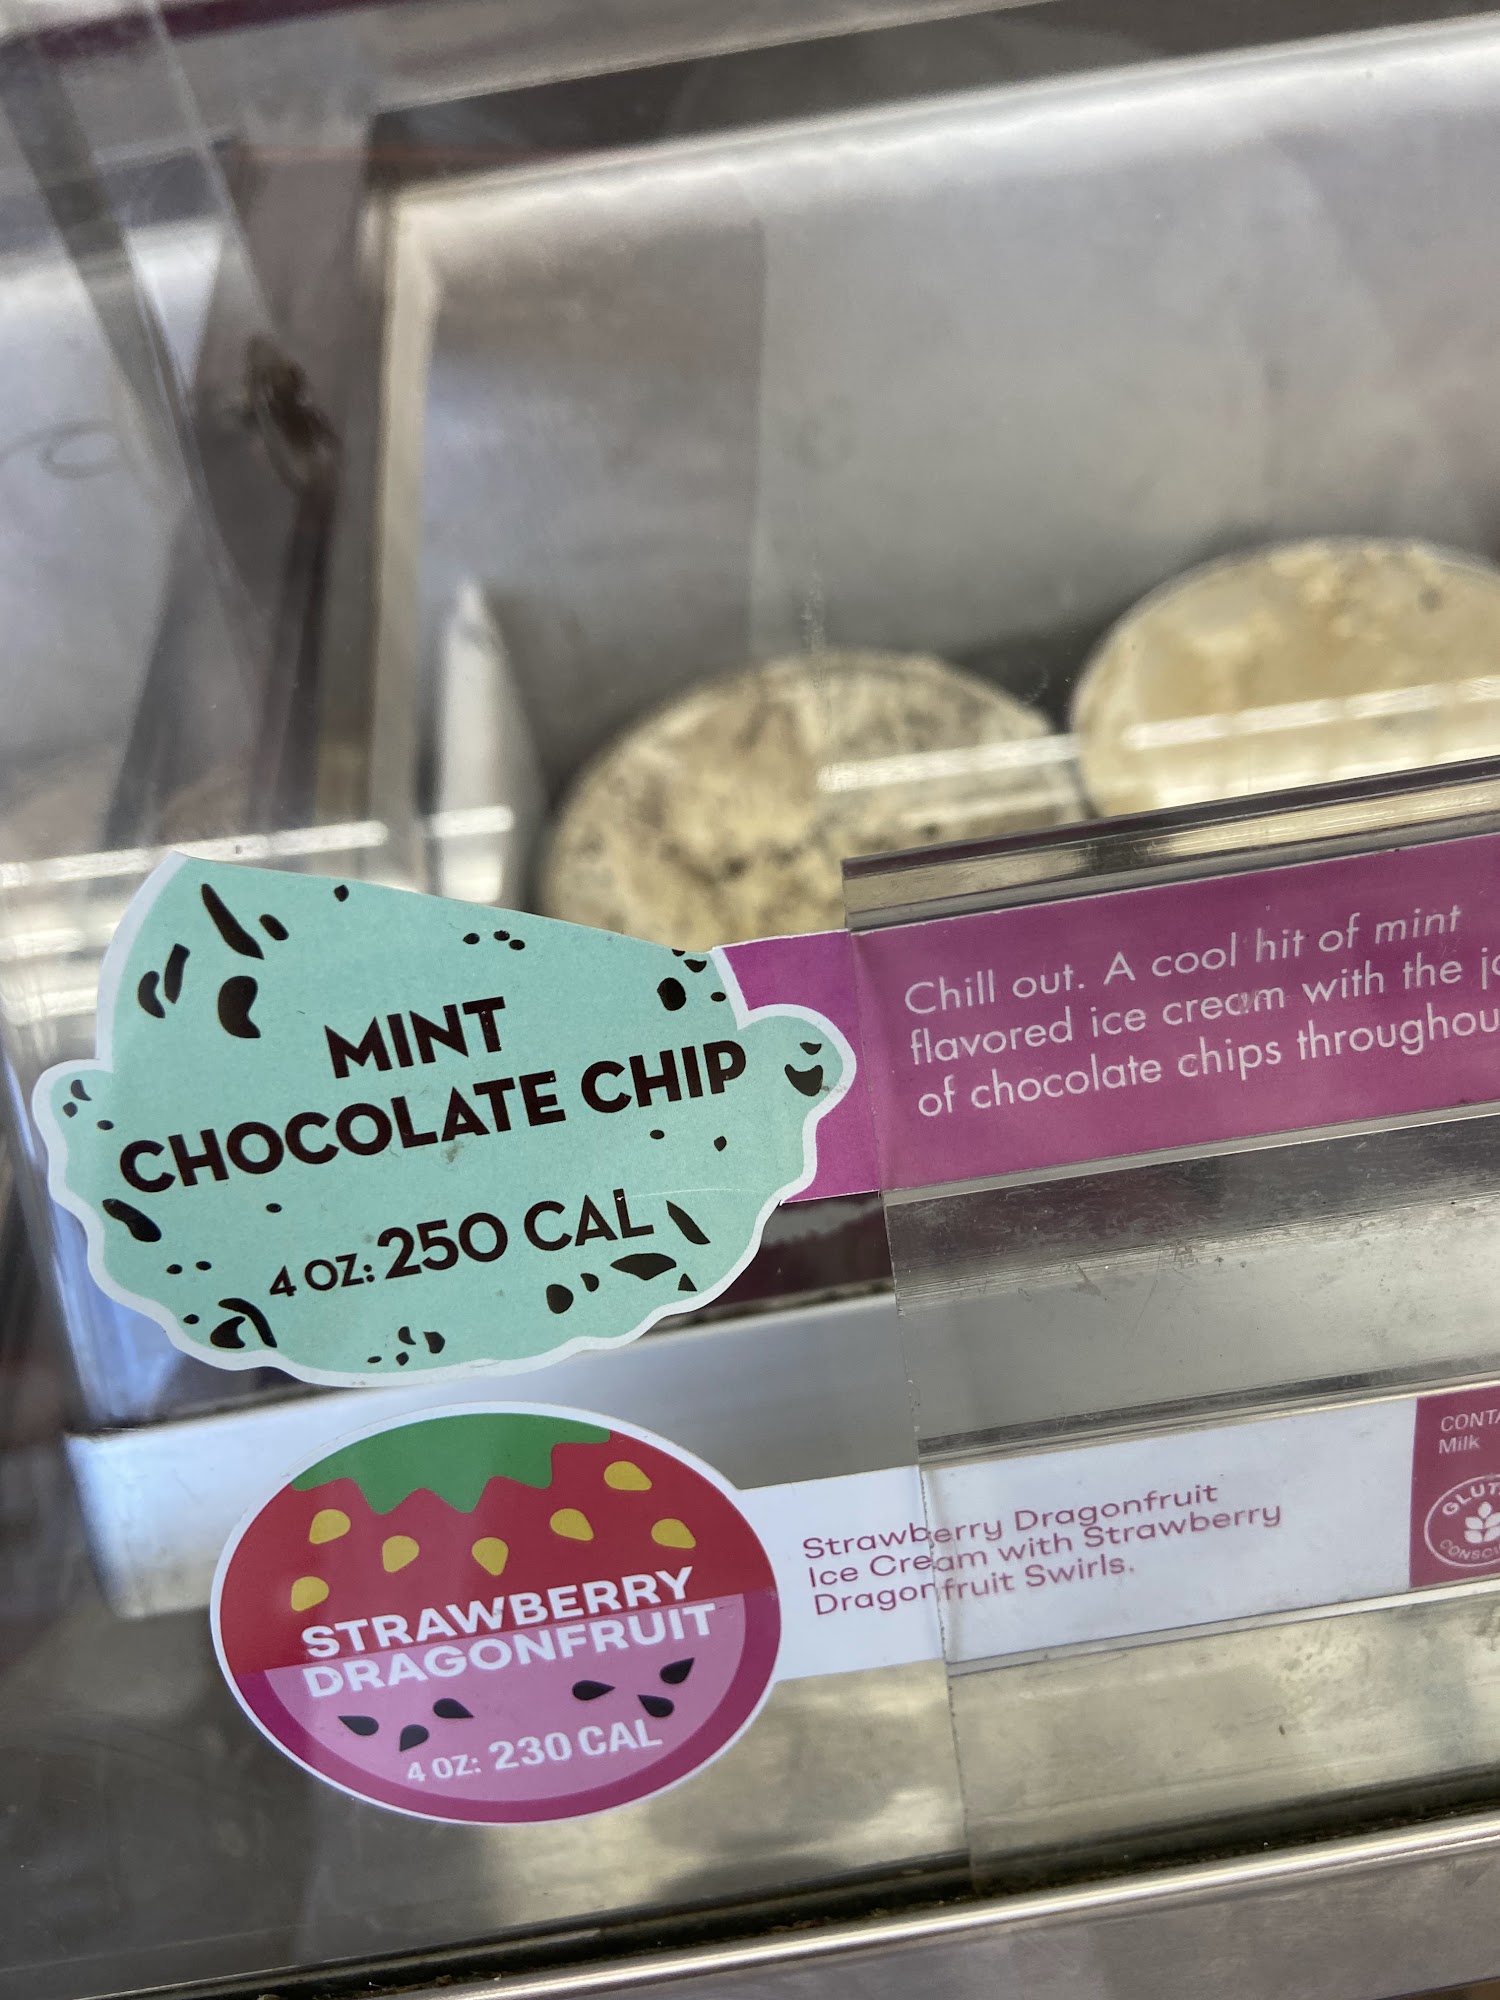 MINT
CHOCOLATE CHIP
4 OZ: 250 CAL
Chill out. A cool hit of mint
flavored ice cream with the
of chocolate chips
STRAWBERRY
DRAGONFRUIT
4 OZ: 230 CAL
Strawberry Dragonfruit
Ice Cream with Strawberry
Dragonfruit Swirls.
Milk